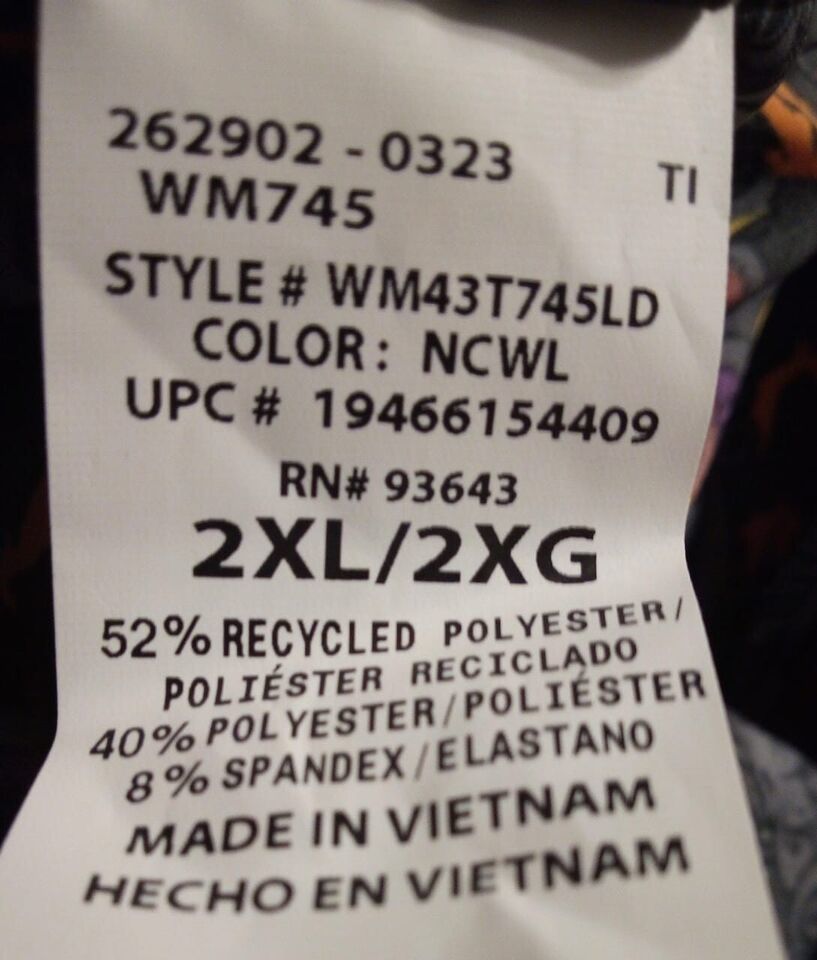 262902 - 0323
TI
WM745
STYLE # WM43T745LD
COLOR: NCWL
UPC # 19466154409
RN# 93643
2XL/2XG
52% RECYCLED POLYESTER/
POLIÉSTER RECICLADO
40% POLYESTER/POLIÉSTER
8% SPANDEX/ELASTANO
MADE IN VIETNAM
HECHO EN VIETNAM